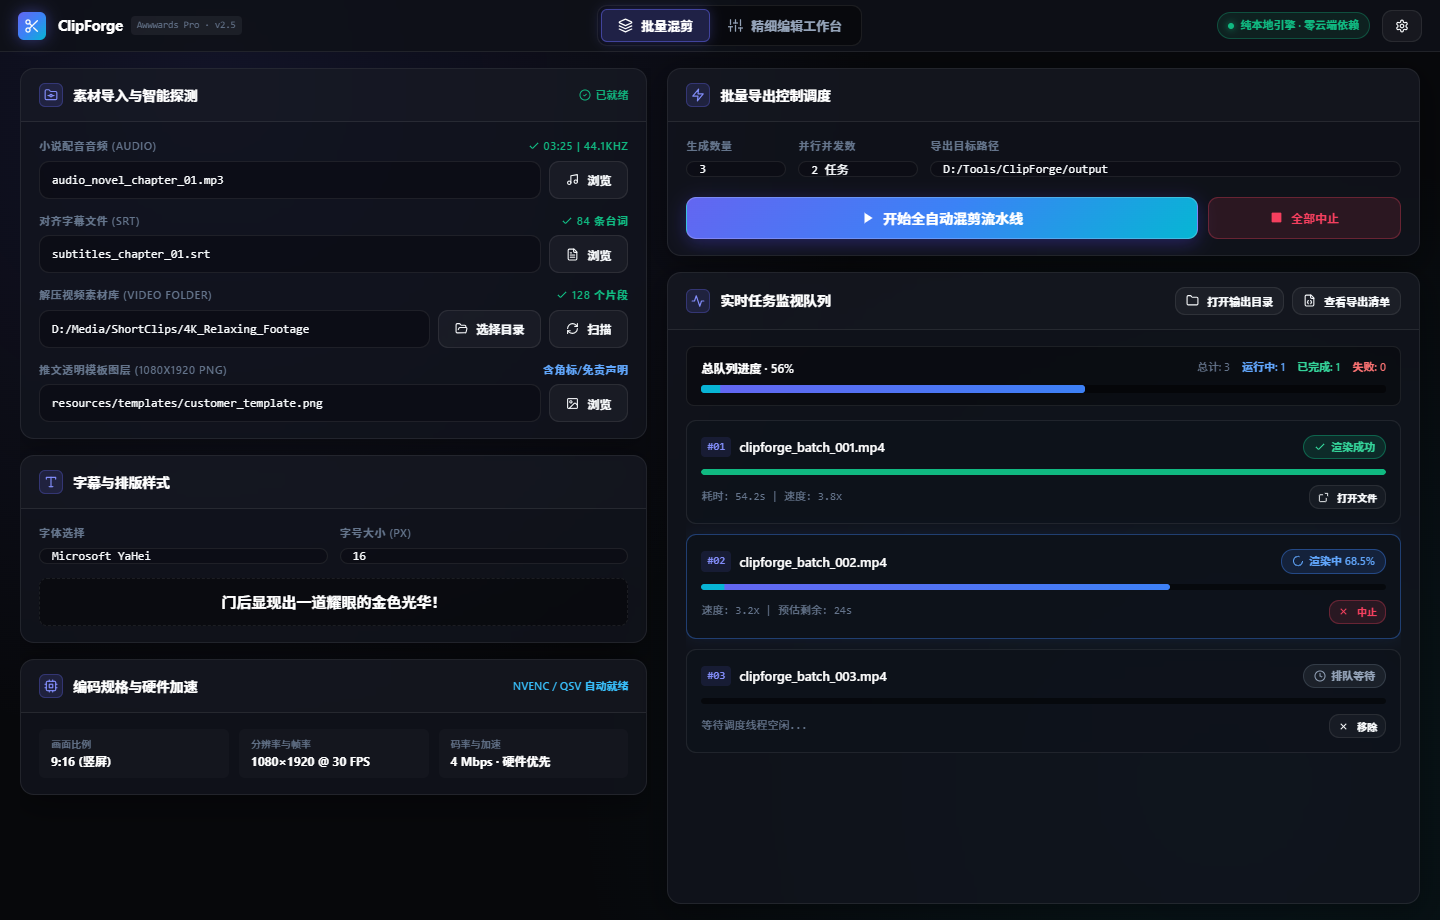 ClipForge
Awwwards Pro · v2.5
批量混剪
精细编辑工作台
纯本地引擎 · 零云端依赖
素材导入与智能探测
已就绪
小说配音音频 (AUDIO)
03:25 | 44.1KHZ
audio_novel_chapter_01.mp3
浏览
对齐字幕文件 (SRT)
84 条台词
subtitles_chapter_01.srt
浏览
解压视频素材库 (VIDEO FOLDER)
128 个片段
D:/Media/ShortClips/4K_Relaxing_Footage
选择目录
扫描
推文透明模板图层 (1080X1920 PNG)
含角标/免责声明
resources/templates/customer_template.png
浏览
字幕与排版样式
字体选择
字号大小 (PX)
Microsoft YaHei
16
门后显现出一道耀眼的金色光华！
编码规格与硬件加速
NVENC / QSV 自动就绪
画面比例
9:16 (竖屏)
分辨率与帧率
1080×1920 @ 30 FPS
码率与加速
4 Mbps · 硬件优先
批量导出控制调度
生成数量
并行并发数
导出目标路径
3
2 任务
D:/Tools/ClipForge/output
开始全自动混剪流水线
全部中止
实时任务监视队列
打开输出目录
查看导出清单
总队列进度 · 56%
总计: 3
运行中: 1
已完成: 1
失败: 0
#01
clipforge_batch_001.mp4
渲染成功
耗时: 54.2s | 速度: 3.8x
打开文件
#02
clipforge_batch_002.mp4
渲染中 68.5%
速度: 3.2x | 预估剩余: 24s
中止
#03
clipforge_batch_003.mp4
排队等待
等待调度线程空闲...
移除